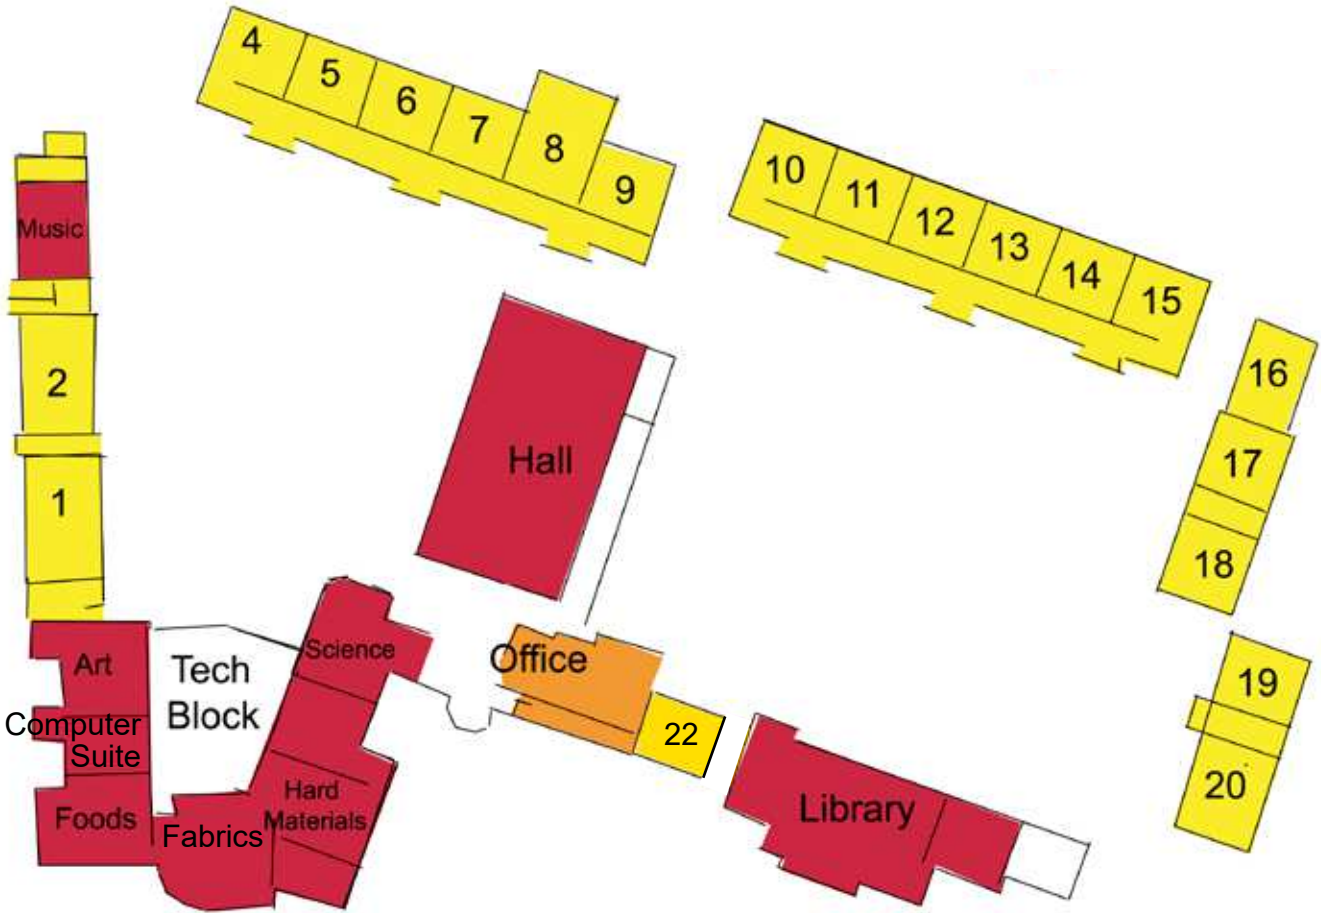 4
5
6
7
8
9
10
11
12
13
14
15
16
17
18
19
20
Music
2
1
Hall
Art
Computer
Suite
Foods
Tech
Block
Science
Fabrics
Hard
Materials
Office
22
Library